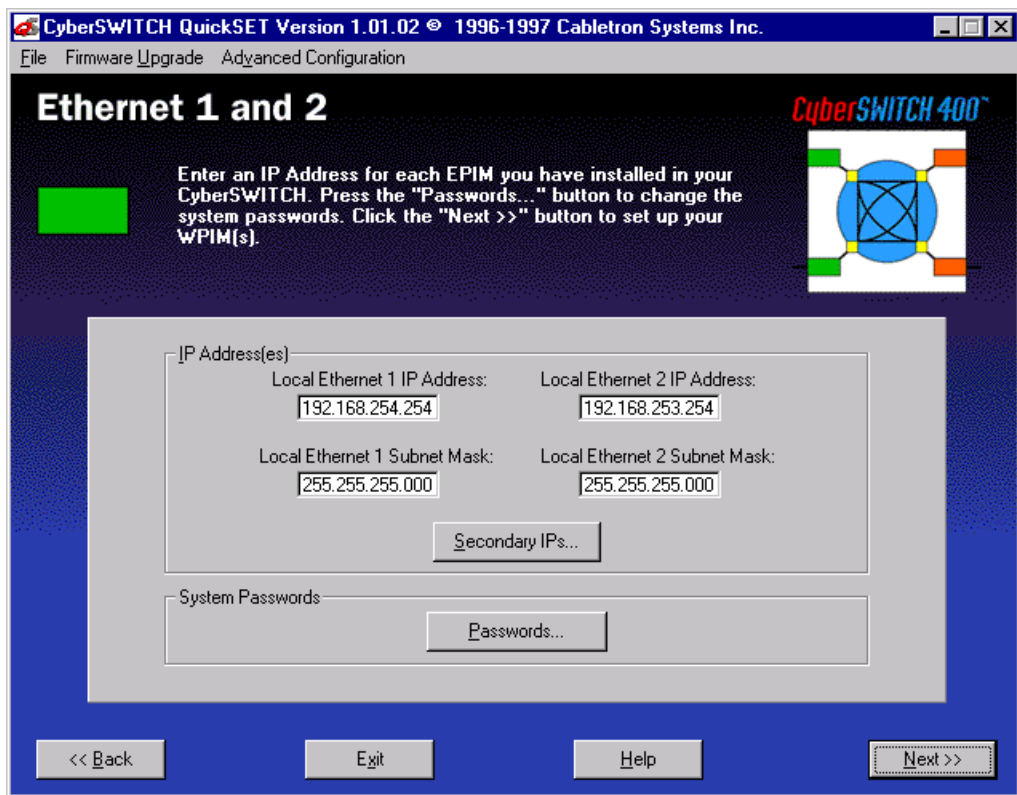 CyberSWITCH QuickSET Version 1.01.02 © 1996-1997 Cabletron Systems Inc.
File Firmware Upgrade Advanced Configuration
Ethernet 1 and 2
CyberSWITCH 400™
Enter an IP Address for each EPIM you have installed in your
CyberSWITCH. Press the "Passwords..." button to change the
system passwords. Click the "Next >>" button to set up your
WPIM(s).
IP Address(es)
Local Ethernet 1 IP Address: Local Ethernet 2 IP Address:
192.168.254.254 192.168.253.254
Local Ethernet 1 Subnet Mask: Local Ethernet 2 Subnet Mask:
255.255.255.000 255.255.255.000
Secondary IPs...
System Passwords
Passwords...
<< Back Exit Help Next >>